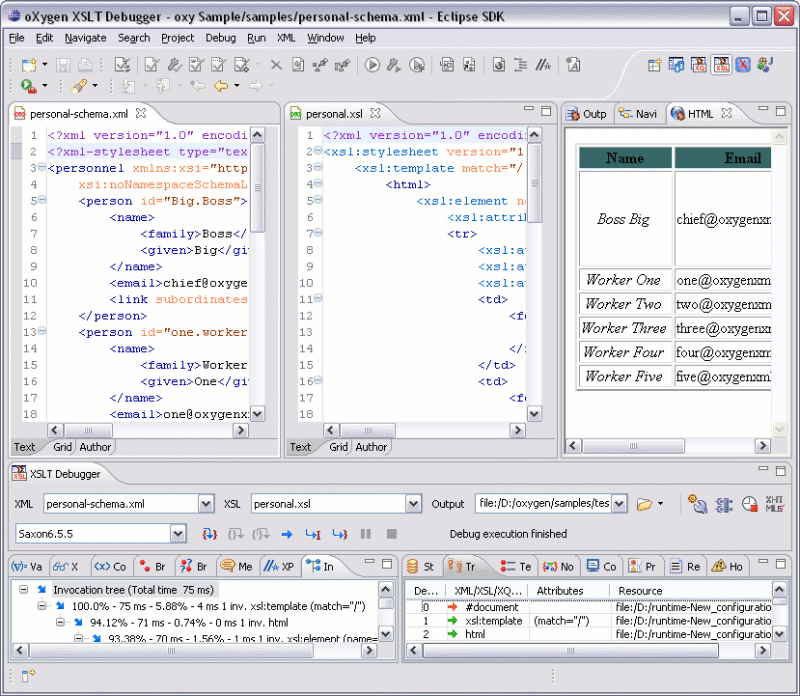 oXygen XSLT Debugger - oxy Sample/samples/personal-schema.xml - Eclipse SDK
File Edit Navigate Search Project Debug Run XML Window Help
personal-schema.xml
1 <?xml version="1.0" encodi
2 <?xml-stylesheet type="tex
3 <personnel xmlns:xsi="http
4 xsi:noNamespaceSchemaL
5 <person id="Big.Boss">
6 <name>
7 <family>Boss</
8 <given>Big</gi
9 </name>
10 <email>chief@oxyge
11 <link subordinates
12 </person>
13 <person id="one.worker
14 <name>
15 <family>Worker
16 <given>One</gi
17 </name>
18 <email>one@oxygenx
Text Grid Author
personal.xsl
1 <?xml version="1.0" encodi
2 <xsl:stylesheet version="1
3 <xsl:template match="/
4 <html>
5 <xsl:element n
6 <xsl:attri
7 <tr>
8 <xsl:a
9 <xsl:a
10 <xsl:a
11 <td>
12 <f
13
14 </
15 </td>
16 <td>
17 <f
18
Text Grid Author
Outp Navi HTML
Name Email
Boss Big chief@oxygenxm
Worker One one@oxygenxml
Worker Two two@oxygenxml
Worker Three three@oxygenxm
Worker Four four@oxygenxm
Worker Five five@oxygenxml
XSLT Debugger
XML personal-schema.xml XSL personal.xsl Output file:/D:/oxygen/samples/tes
XHT
Saxon6.5.5 Debug execution finished
Va X Co Br Br Me XP In
Invocation tree (Total time 75 ms)
100.0% - 75 ms - 5.88% - 4 ms 1 inv. xsl:template (match="/")
94.12% - 71 ms - 0.74% - 0 ms 1 inv. html
93.38% - 70 ms - 1.56% - 1 ms 1 inv. xsl:element (name=
St Tr Te No Co Pr Re Ho
De... XML/XSL/XQ... Attributes Resource
0 #document file:/D:/runtime-New_configuratio
1 xsl:template (match="/") file:/D:/runtime-New_configuratio
2 html file:/D:/runtime-New_configuratio